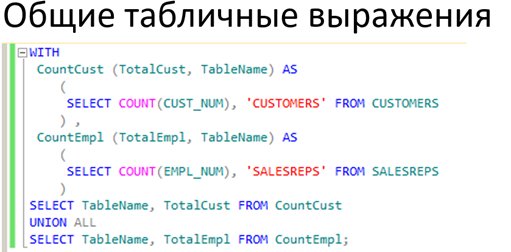 Общие табличные выражения
WITH
CountCust (TotalCust, TableName) AS
(
SELECT COUNT(CUST_NUM), 'CUSTOMERS' FROM CUSTOMERS
) ,
CountEmpl (TotalEmpl, TableName) AS
(
SELECT COUNT(EMPL_NUM), 'SALESREPS' FROM SALESREPS
)
SELECT TableName, TotalCust FROM CountCust
UNION ALL
SELECT TableName, TotalEmpl FROM CountEmpl;